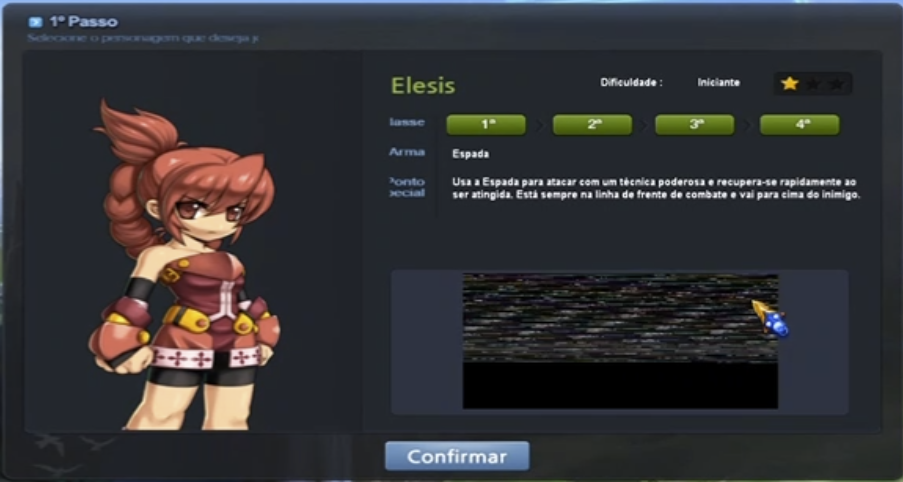 1º Passo
Selecione o personagem que deseja j
Elesis
Dificuldade : Iniciante
lasse 1ª 2ª 3ª 4ª
Arma Espada
Ponto Usa a Espada para atacar com um técnica poderosa e recupera-se rapidamente ao
pecial ser atingida. Está sempre na linha de frente de combate e vai para cima do inimigo.
Confirmar